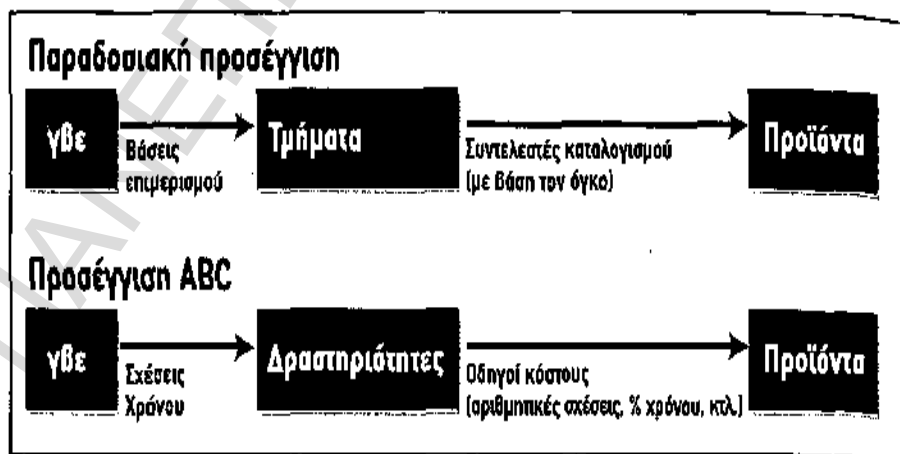 Παραδοσιακή προσέγγιση
γβε
Βάσεις
επιμερισμού
Τμήματα
Συντελεστές καταλογισμού
(με βάση τον όγκο)
Προϊόντα
Προσέγγιση ABC
γβε
Σχέσεις
Χρόνου
Δραστηριότητες
Οδηγοί κόστους
(αριθμητικές σχέσεις, % χρόνου, κτλ.)
Προϊόντα